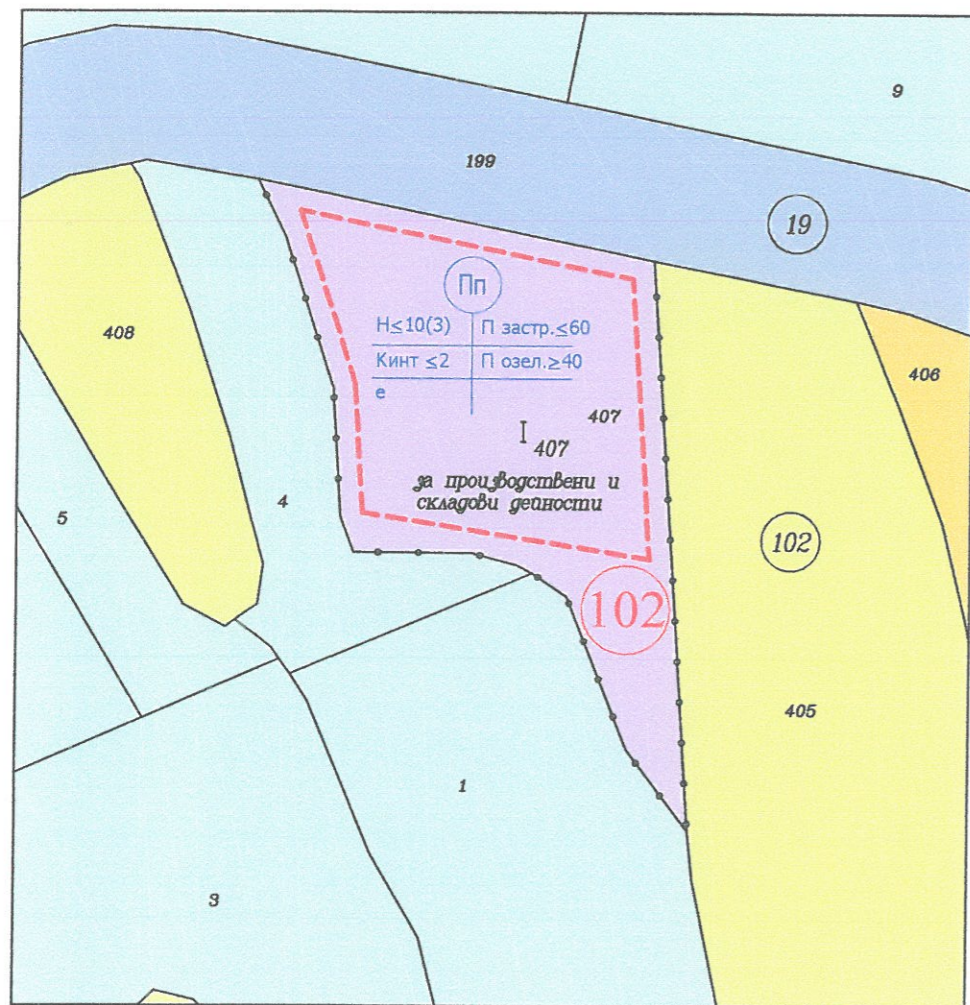 9
199
19
Пп
408
H≤10(3) П застр.≤60
Кинт ≤2 П озел.≥40
е
406
407
I 407
за производствени и
складови дейности
5
4
102
102
405
1
3